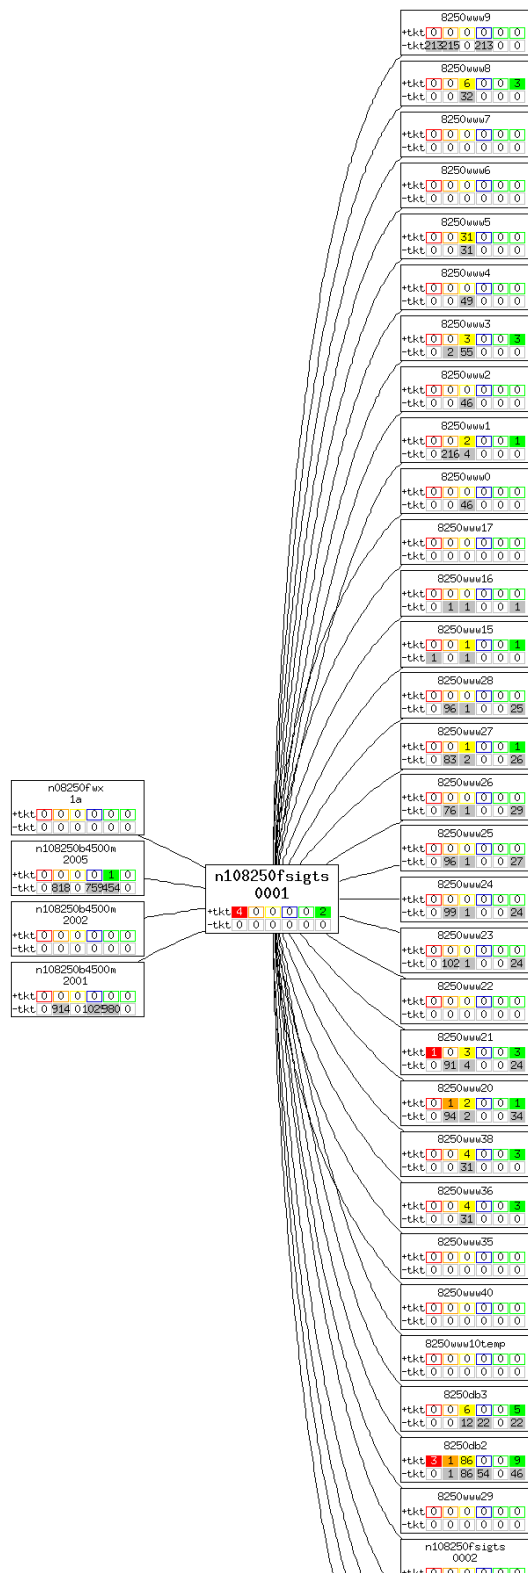 8250www9
+tkt 0 0 0 0 0 0
-tkt 213 215 0 213 0 0
8250www8
+tkt 0 0 6 0 0 3
-tkt 0 0 32 0 0 0
8250www7
+tkt 0 0 0 0 0 0
-tkt 0 0 0 0 0 0
8250www6
+tkt 0 0 0 0 0 0
-tkt 0 0 0 0 0 0
8250www5
+tkt 0 0 31 0 0 0
-tkt 0 0 31 0 0 0
8250www4
+tkt 0 0 0 0 0 0
-tkt 0 0 49 0 0 0
8250www3
+tkt 0 0 3 0 0 3
-tkt 0 2 55 0 0 0
8250www2
+tkt 0 0 0 0 0 0
-tkt 0 0 46 0 0 0
8250www1
+tkt 0 0 2 0 0 1
-tkt 0 216 4 0 0 0
8250www0
+tkt 0 0 0 0 0 0
-tkt 0 0 46 0 0 0
8250www17
+tkt 0 0 0 0 0 0
-tkt 0 0 0 0 0 0
8250www16
+tkt 0 0 0 0 0 0
-tkt 0 1 1 0 0 1
8250www15
+tkt 0 0 1 0 0 1
-tkt 1 0 1 0 0 0
8250www28
+tkt 0 0 0 0 0 0
-tkt 0 96 1 0 0 25
8250www27
+tkt 0 0 1 0 0 1
-tkt 0 83 2 0 0 26
8250www26
+tkt 0 0 0 0 0 0
-tkt 0 76 1 0 0 29
8250www25
+tkt 0 0 0 0 0 0
-tkt 0 96 1 0 0 27
8250www24
+tkt 0 0 0 0 0 0
-tkt 0 99 1 0 0 24
8250www23
+tkt 0 0 0 0 0 0
-tkt 0 102 1 0 0 24
8250www22
+tkt 0 0 0 0 0 0
-tkt 0 0 0 0 0 0
8250www21
+tkt 1 0 3 0 0 3
-tkt 0 91 4 0 0 24
8250www20
+tkt 0 1 2 0 0 1
-tkt 0 94 2 0 0 34
8250www38
+tkt 0 0 4 0 0 3
-tkt 0 0 31 0 0 0
8250www36
+tkt 0 0 4 0 0 3
-tkt 0 0 31 0 0 0
8250www35
+tkt 0 0 0 0 0 0
-tkt 0 0 0 0 0 0
8250www40
+tkt 0 0 0 0 0 0
-tkt 0 0 0 0 0 0
8250www10temp
+tkt 0 0 0 0 0 0
-tkt 0 0 0 0 0 0
8250db3
+tkt 0 0 6 0 0 5
-tkt 0 0 12 22 0 22
8250db2
+tkt 3 1 86 0 0 9
-tkt 0 1 86 54 0 46
8250www29
+tkt 0 0 0 0 0 0
-tkt 0 0 0 0 0 0
n108250fsigts
0002
+tkt 0 0 0 0 0 0
n08250fwx
1a
+tkt 0 0 0 0 0 0
-tkt 0 0 0 0 0 0
n108250b4500m
2005
+tkt 0 0 0 0 1 0
-tkt 0 818 0 759 454 0
n108250b4500m
2002
+tkt 0 0 0 0 0 0
-tkt 0 0 0 0 0 0
n108250b4500m
2001
+tkt 0 0 0 0 0 0
-tkt 0 914 0
n108250fsigts
0001
+tkt 4 0 0 0 0 2
-tkt 0 0 0 0 0 0